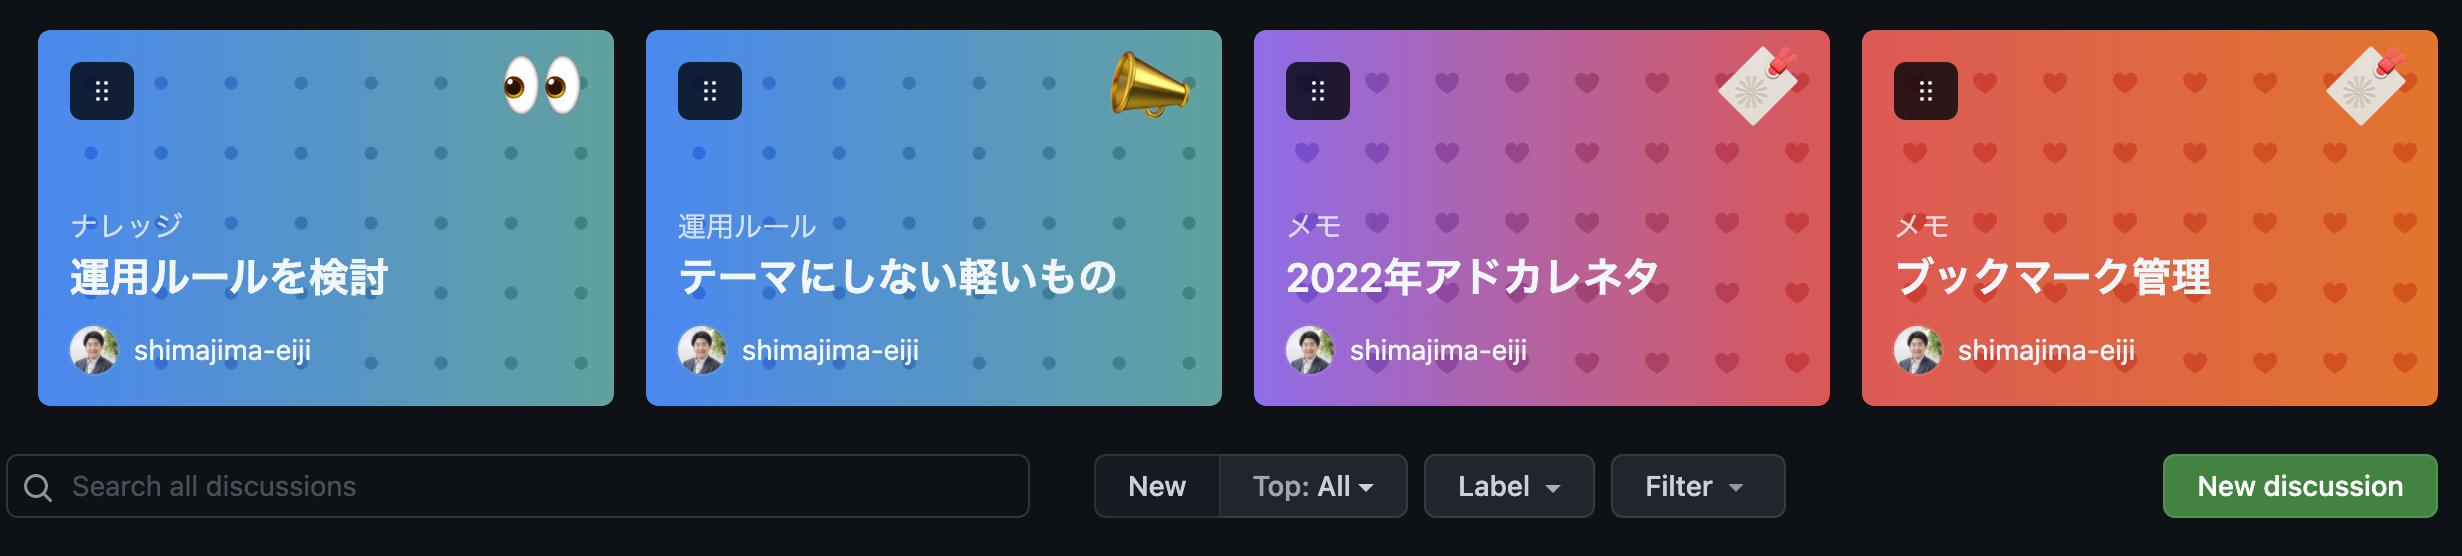 ナレッジ
運用ルールを検討
shimajima-eiji
運用ルール
テーマにしない軽いもの
shimajima-eiji
メモ
2022年アドカレネタ
shimajima-eiji
メモ
ブックマーク管理
shimajima-eiji
Search all discussions
New
Top: All
Label
Filter
New discussion